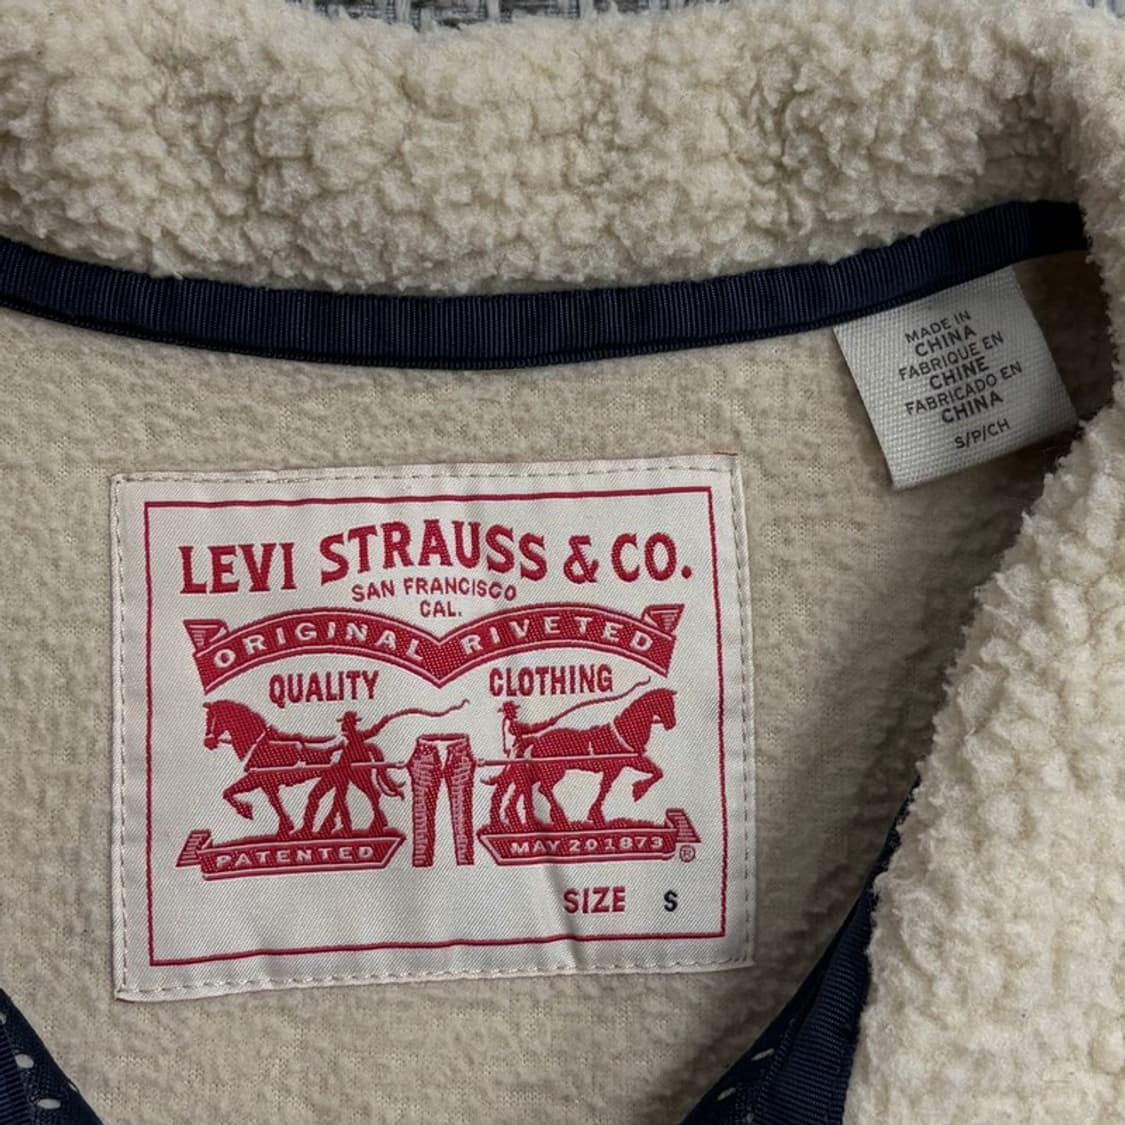 MADE IN
CHINA
FABRIQUE EN
CHINE
FABRICADO EN
CHINA
S/P/CH
LEVI STRAUSS & CO.
SAN FRANCISCO
CAL.
ORIGINAL RIVETED
QUALITY CLOTHING
PATENTED MAY 20 1873 ®
SIZE S